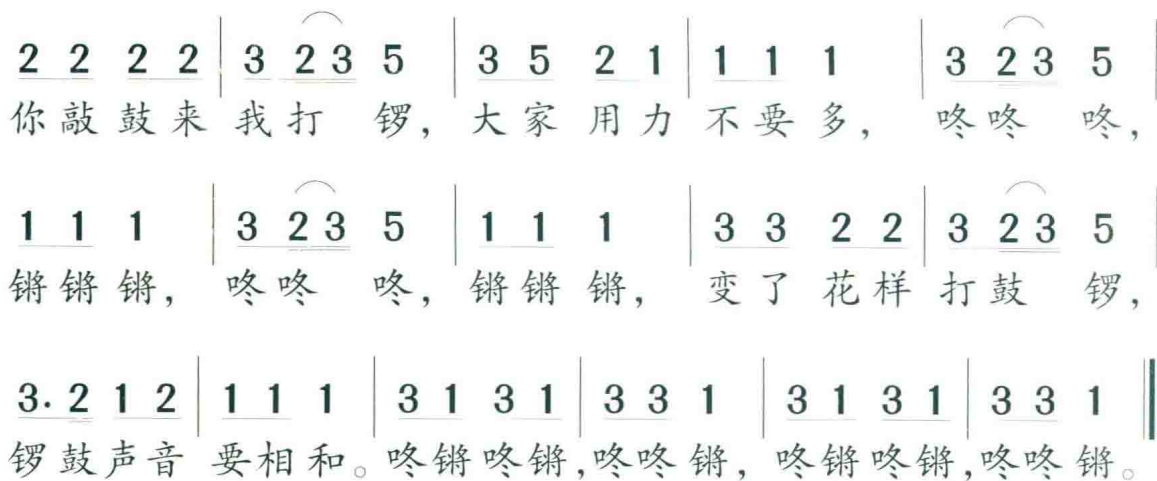 2 2 2 2 | 3 2 3 5 | 3 5 2 1 | 1 1 1 | 3 2 3 5 |
你敲鼓来 我打 锣, 大家 用力 不要多, 咚咚 咚,
1 1 1 | 3 2 3 5 | 1 1 1 | 3 3 2 2 | 3 2 3 5 |
锵锵锵, 咚咚 咚, 锵锵锵, 变了花样 打鼓 锣,
3. 2 1 2 | 1 1 1 | 3 1 3 1 | 3 3 1 | 3 1 3 1 | 3 3 1 ‖
锣鼓声音 要相和。咚锵咚锵,咚咚锵, 咚锵咚锵,咚咚锵。